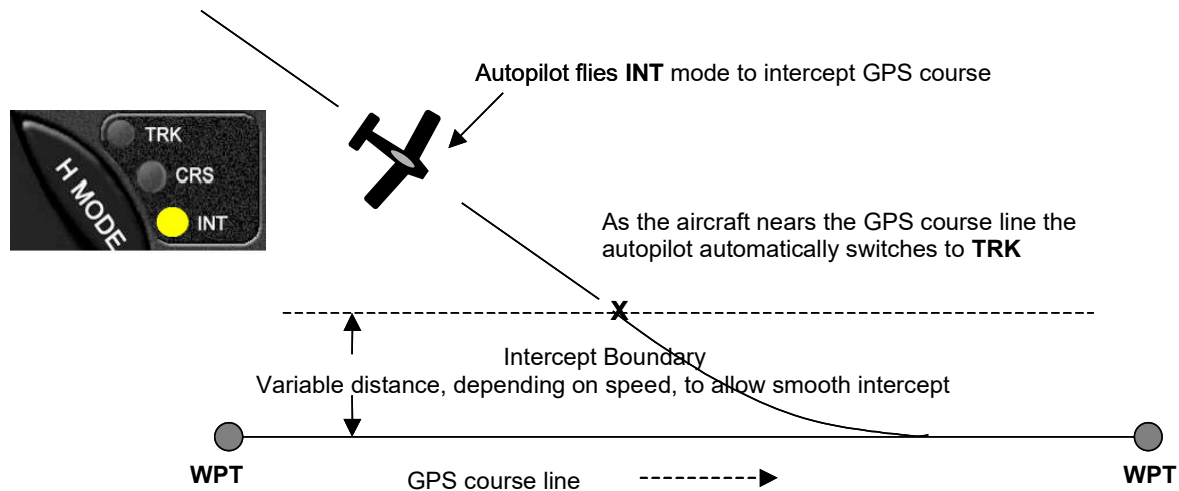 Autopilot flies INT mode to intercept GPS course
TRK
CRS
INT
H MODE
As the aircraft nears the GPS course line the
autopilot automatically switches to TRK
X
Intercept Boundary
Variable distance, depending on speed, to allow smooth intercept
WPT
WPT
GPS course line